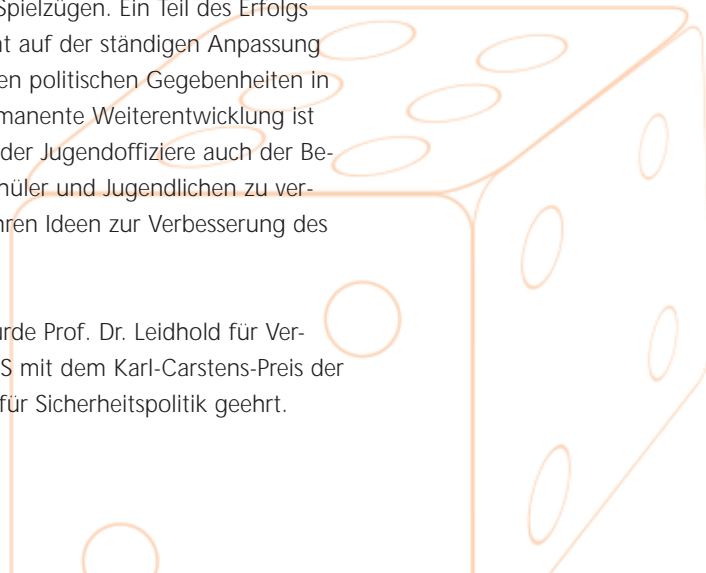 Spielzügen. Ein Teil des Erfolgs
ht auf der ständigen Anpassung
en politischen Gegebenheiten in
manente Weiterentwicklung ist
der Jugendoffiziere auch der Be-
hüler und Jugendlichen zu ver-
hren Ideen zur Verbesserung des
urde Prof. Dr. Leidhold für Ver-
S mit dem Karl-Carstens-Preis der
für Sicherheitspolitik geehrt.